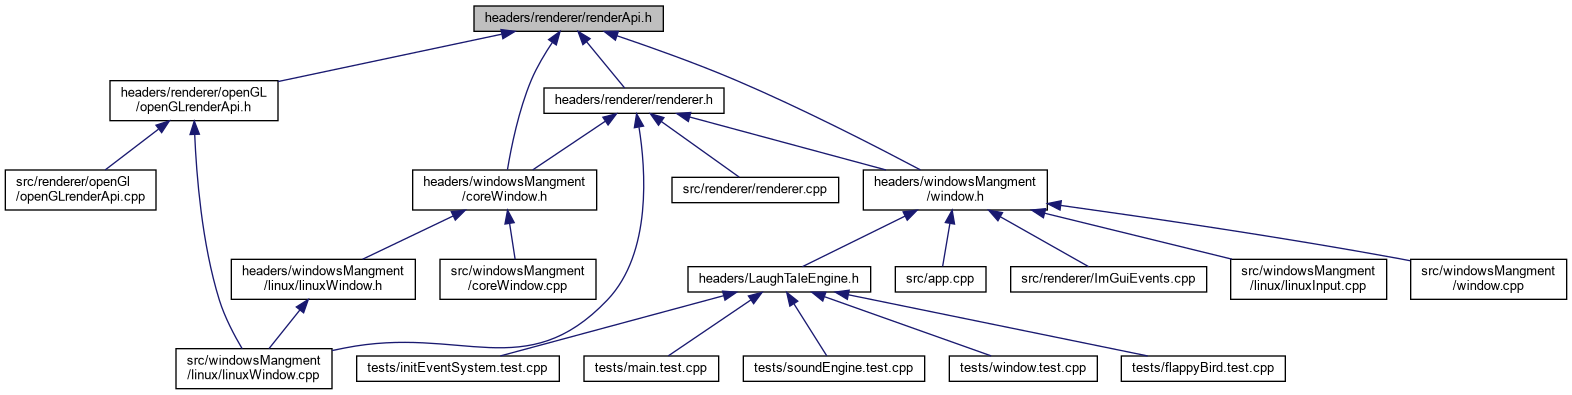 headers/renderer/renderApi.h
headers/renderer/openGL
/openGLrenderApi.h
headers/renderer/renderer.h
src/renderer/openGl
/openGLrenderApi.cpp
headers/windowsMangment
/coreWindow.h
src/renderer/renderer.cpp
headers/windowsMangment
/window.h
headers/windowsMangment
/linux/linuxWindow.h
src/windowsMangment
/coreWindow.cpp
headers/LaughTaleEngine.h
src/app.cpp
src/renderer/ImGuiEvents.cpp
src/windowsMangment
/linux/linuxInput.cpp
src/windowsMangment
/window.cpp
src/windowsMangment
/linux/linuxWindow.cpp
tests/initEventSystem.test.cpp
tests/main.test.cpp
tests/soundEngine.test.cpp
tests/window.test.cpp
tests/flappyBird.test.cpp